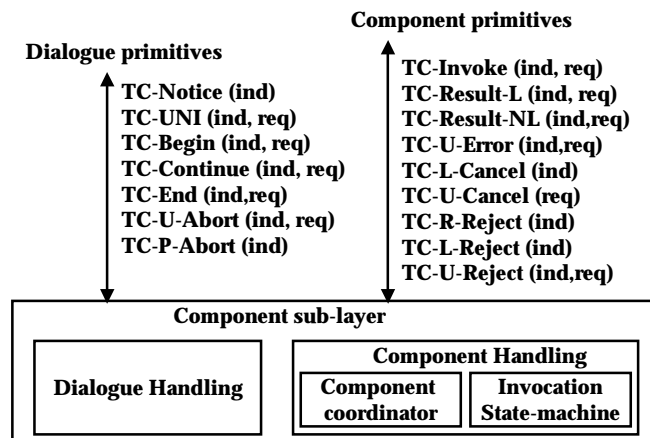 Component primitives
Dialogue primitives
TC-Notice (ind)
TC-UNI (ind, req)
TC-Begin (ind, req)
TC-Continue (ind, req)
TC-End (ind,req)
TC-U-Abort (ind, req)
TC-P-Abort (ind)
TC-Invoke (ind, req)
TC-Result-L (ind, req)
TC-Result-NL (ind,req)
TC-U-Error (ind,req)
TC-L-Cancel (ind)
TC-U-Cancel (req)
TC-R-Reject (ind)
TC-L-Reject (ind)
TC-U-Reject (ind,req)
Component sub-layer
Dialogue Handling
Component Handling
Component
coordinator
Invocation
State-machine